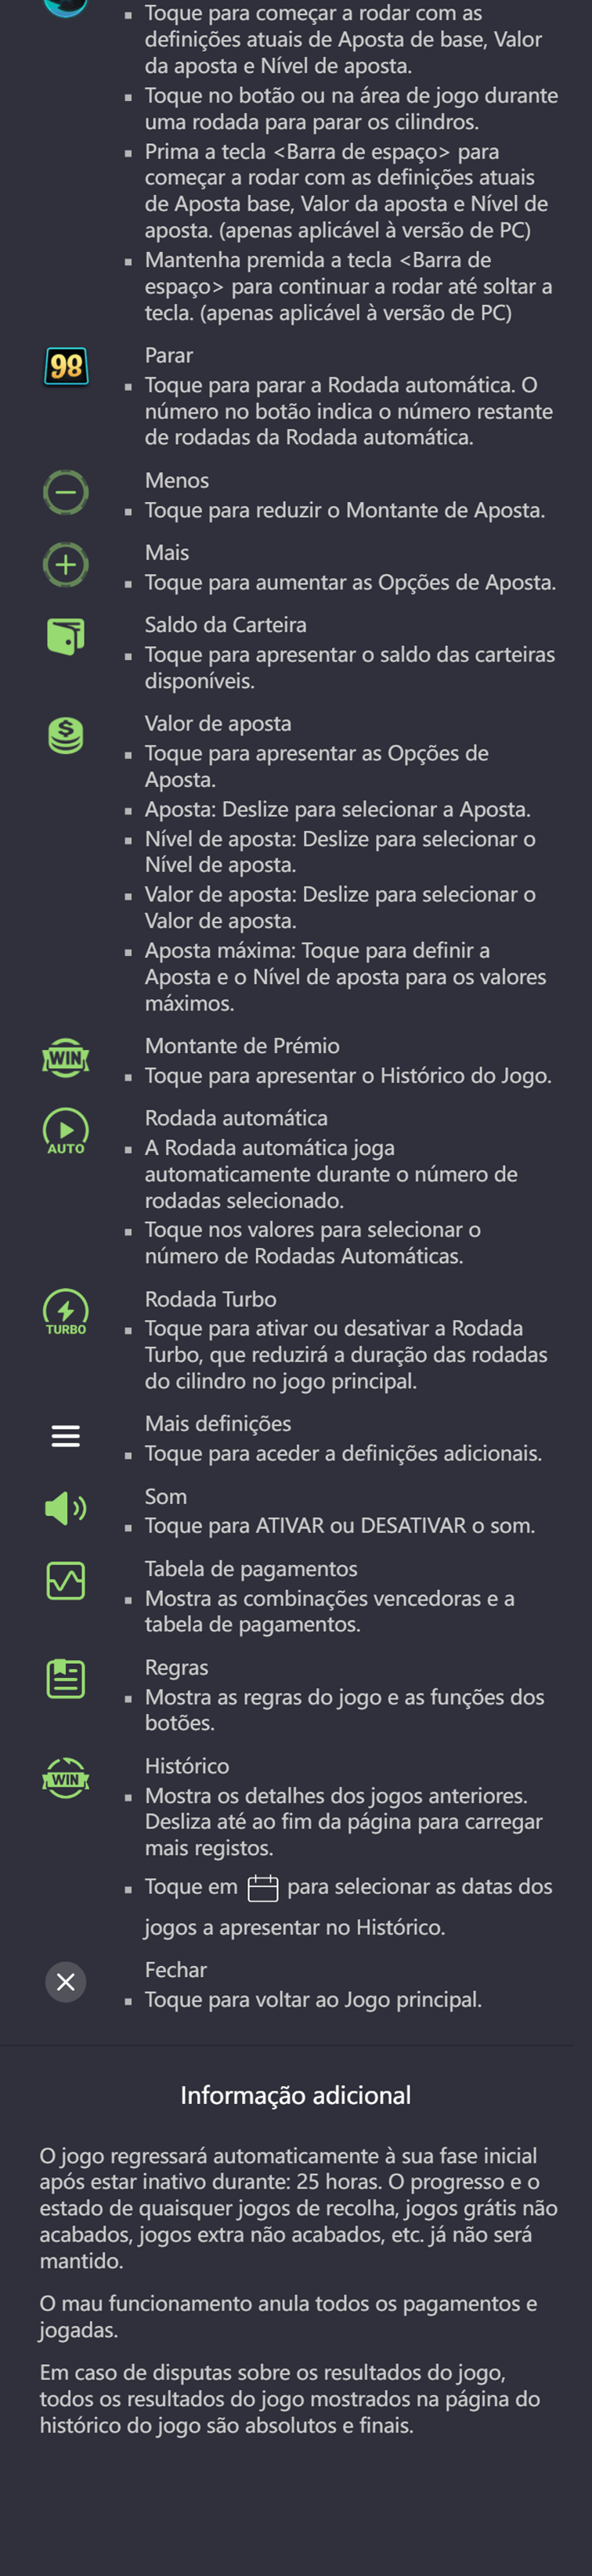 Toque para começar a rodar com as
definições atuais de Aposta de base, Valor
da aposta e Nível de aposta.
Toque no botão ou na área de jogo durante
uma rodada para parar os cilindros.
Prima a tecla <Barra de espaço> para
começar a rodar com as definições atuais
de Aposta base, Valor da aposta e Nível de
aposta. (apenas aplicável à versão de PC)
Mantenha premida a tecla <Barra de
espaço> para continuar a rodar até soltar a
tecla. (apenas aplicável à versão de PC)
98
Parar
Toque para parar a Rodada automática. O
número no botão indica o número restante
de rodadas da Rodada automática.
Menos
Toque para reduzir o Montante de Aposta.
Mais
Toque para aumentar as Opções de Aposta.
Saldo da Carteira
Toque para apresentar o saldo das carteiras
disponíveis.
Valor de aposta
Toque para apresentar as Opções de
Aposta.
Aposta: Deslize para selecionar a Aposta.
Nível de aposta: Deslize para selecionar o
Nível de aposta.
Valor de aposta: Deslize para selecionar o
Valor de aposta.
Aposta máxima: Toque para definir a
Aposta e o Nível de aposta para os valores
máximos.
WIN
Montante de Prémio
Toque para apresentar o Histórico do Jogo.
AUTO
Rodada automática
A Rodada automática joga
automaticamente durante o número de
rodadas selecionado.
Toque nos valores para selecionar o
número de Rodadas Automáticas.
TURBO
Rodada Turbo
Toque para ativar ou desativar a Rodada
Turbo, que reduzirá a duração das rodadas
do cilindro no jogo principal.
Mais definições
Toque para aceder a definições adicionais.
Som
Toque para ATIVAR ou DESATIVAR o som.
Tabela de pagamentos
Mostra as combinações vencedoras e a
tabela de pagamentos.
Regras
Mostra as regras do jogo e as funções dos
botões.
WIN
Histórico
Mostra os detalhes dos jogos anteriores.
Desliza até ao fim da página para carregar
mais registos.
Toque em para selecionar as datas dos
jogos a apresentar no Histórico.
Fechar
Toque para voltar ao Jogo principal.
Informação adicional
O jogo regressará automaticamente à sua fase inicial
após estar inativo durante: 25 horas. O progresso e o
estado de quaisquer jogos de recolha, jogos grátis não
acabados, jogos extra não acabados, etc. já não será
mantido.
O mau funcionamento anula todos os pagamentos e
jogadas.
Em caso de disputas sobre os resultados do jogo,
todos os resultados do jogo mostrados na página do
histórico do jogo são absolutos e finais.